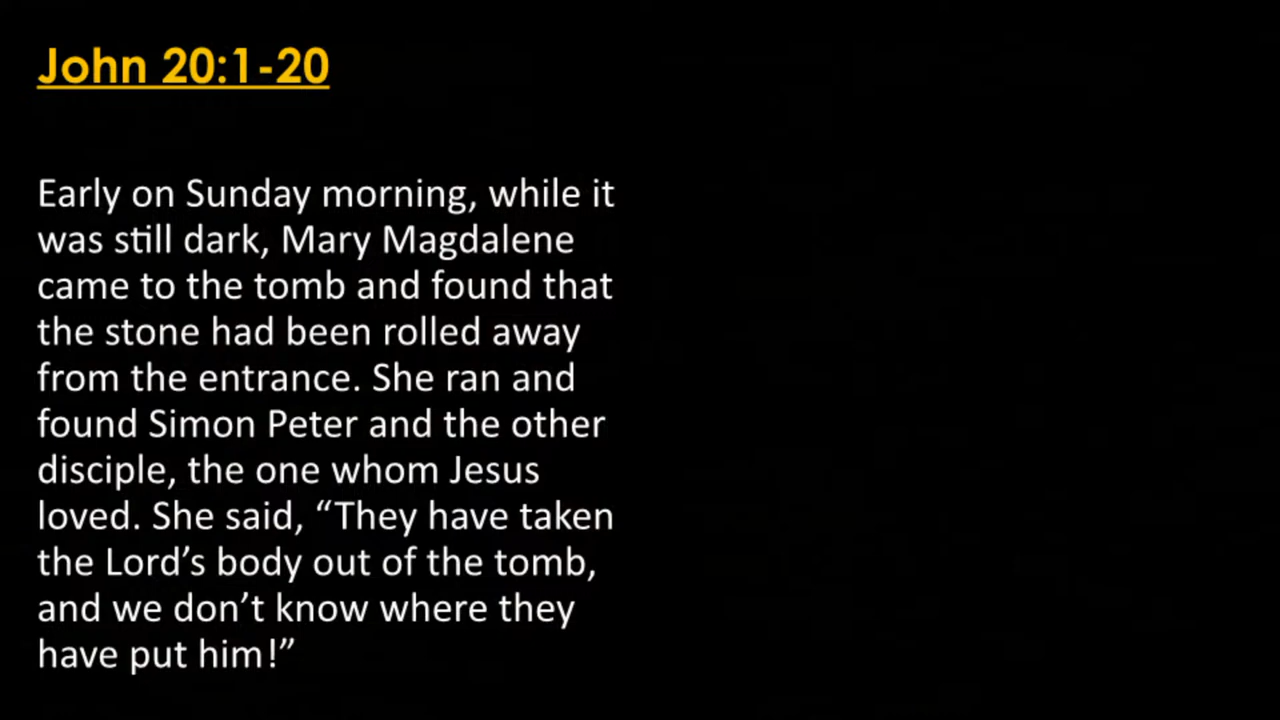 John 20:1-20
Early on Sunday morning, while it
was still dark, Mary Magdalene
came to the tomb and found that
the stone had been rolled away
from the entrance. She ran and
found Simon Peter and the other
disciple, the one whom Jesus
loved. She said, “They have taken
the Lord’s body out of the tomb,
and we don’t know where they
have put him!”